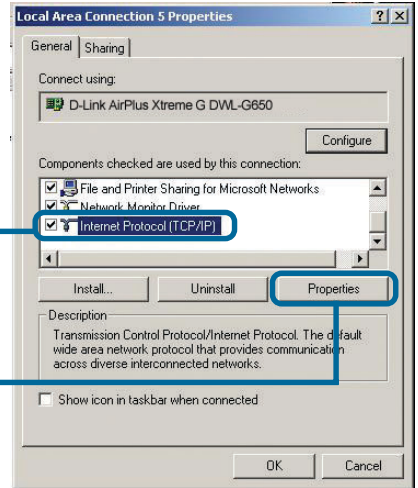 Local Area Connection 5 Properties
General Sharing
Connect using:
D-Link AirPlus Xtreme G DWL-G650
Configure
Components checked are used by this connection:
File and Printer Sharing for Microsoft Networks
Network Monitor Driver
Internet Protocol (TCP/IP)
Install... Uninstall Properties
Description
Transmission Control Protocol/Internet Protocol. The default
wide area network protocol that provides communication
across diverse interconnected networks.
Show icon in taskbar when connected
OK Cancel